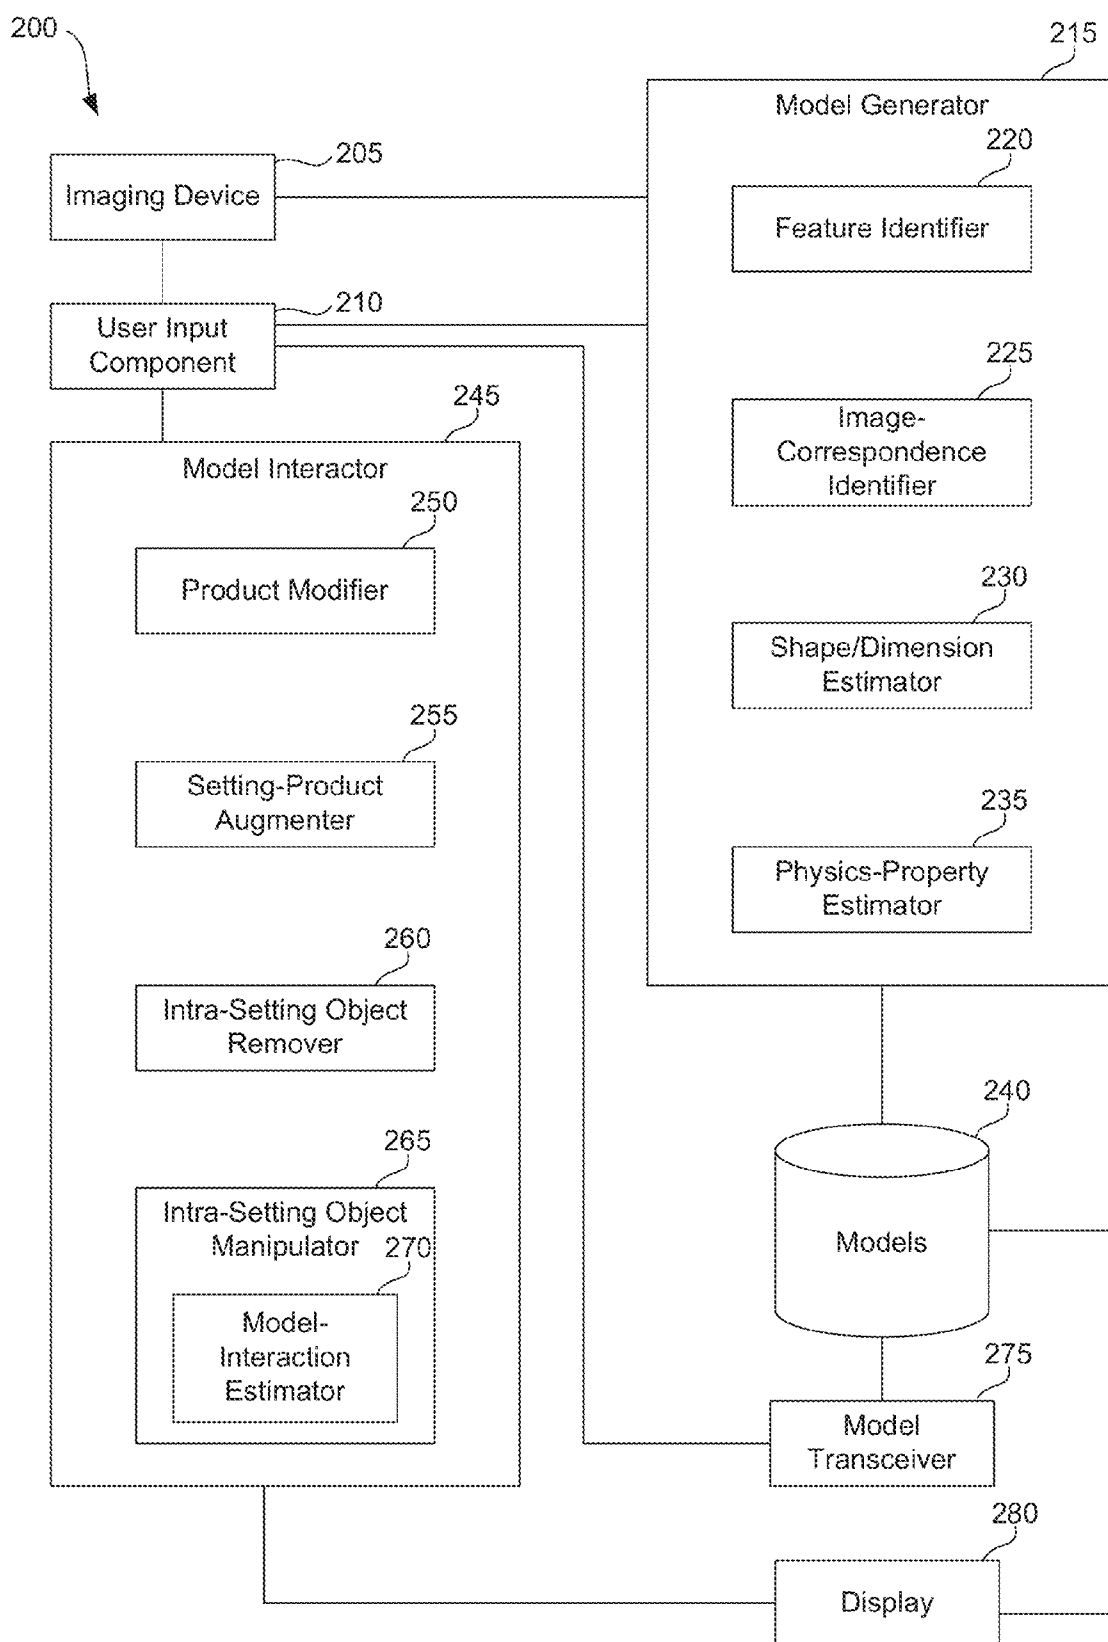 200
215
Model Generator
205
Imaging Device
220
Feature Identifier
210
User Input
Component
225
Image-
Correspondence
Identifier
245
Model Interactor
250
Product Modifier
230
Shape/Dimension
Estimator
255
Setting-Product
Augmenter
235
Physics-Property
Estimator
260
Intra-Setting Object
Remover
240
Models
265
Intra-Setting Object
Manipulator
270
Model-
Interaction
Estimator
275
Model
Transceiver
280
Display